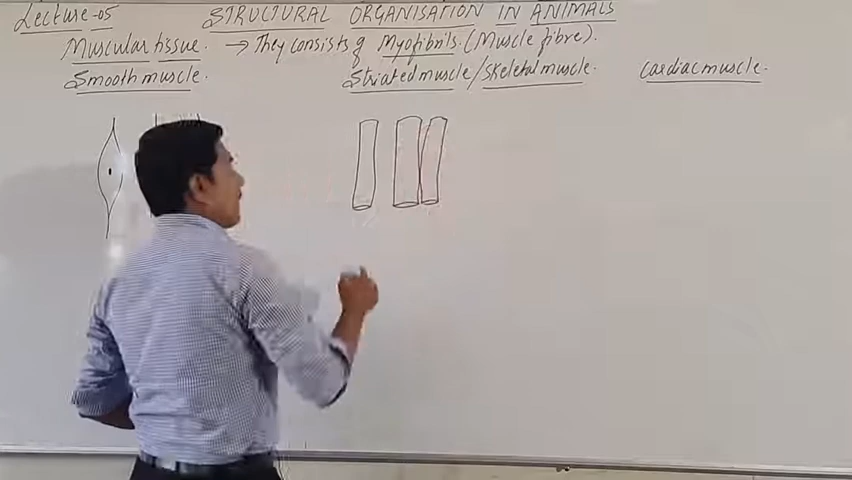 Lecture-05 STRUCTURAL ORGANISATION IN ANIMALS
Muscular tissue. → They consists of Myofibrils. (Muscle fibre).
Smooth muscle. Striated muscle/skeletal muscle. cardiac muscle.